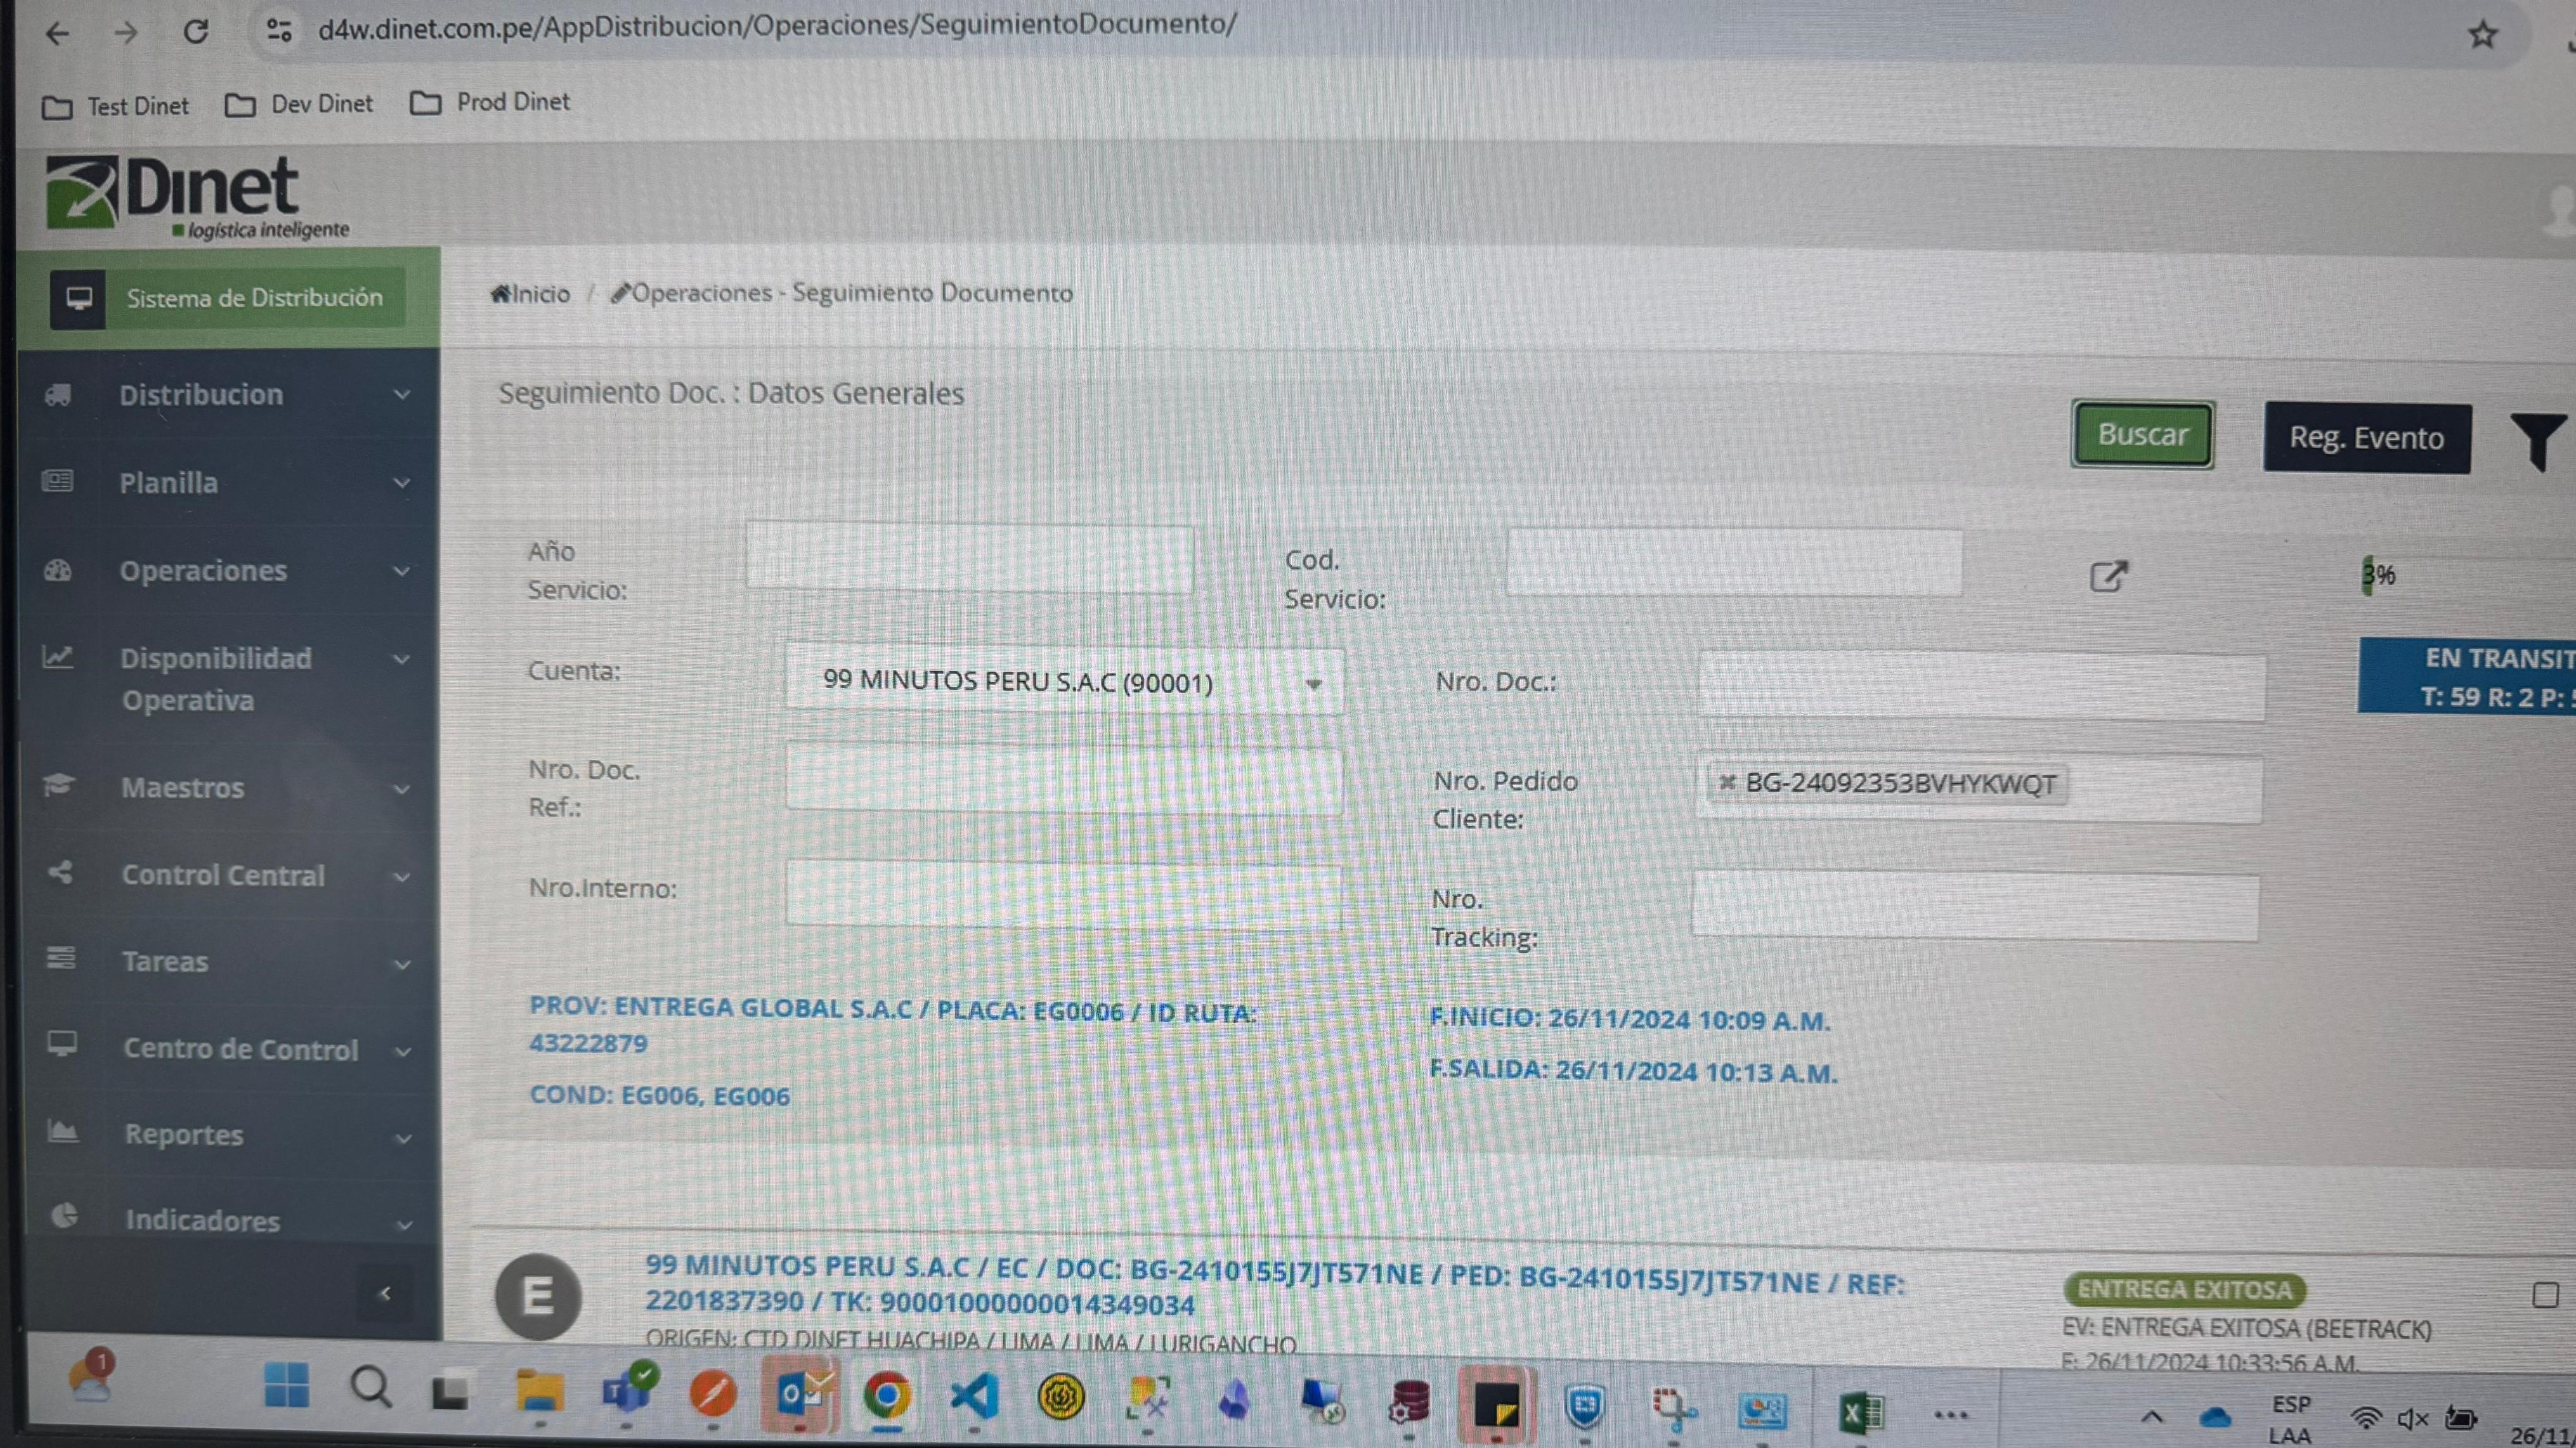 d4w.dinet.com.pe/AppDistribucion/Operaciones/SeguimientoDocumento/
Test Dinet Dev Dinet Prod Dinet
Dinet
logística inteligente
Sistema de Distribución
Inicio / Operaciones - Seguimiento Documento
Distribucion
Planilla
Operaciones
Disponibilidad
Operativa
Maestros
Control Central
Tareas
Centro de Control
Reportes
Indicadores
Seguimiento Doc. : Datos Generales
Buscar Reg. Evento
Año
Servicio:
Cod.
Servicio:
3%
Cuenta: 99 MINUTOS PERU S.A.C (90001)
Nro. Doc.:
EN TRANSIT
T: 59 R: 2 P:
Nro. Doc.
Ref.:
Nro. Pedido
Cliente:
× BG-24092353BVHYKWQT
Nro.Interno:
Nro.
Tracking:
PROV: ENTREGA GLOBAL S.A.C / PLACA: EG0006 / ID RUTA:
43222879
COND: EG006, EG006
F.INICIO: 26/11/2024 10:09 A.M.
F.SALIDA: 26/11/2024 10:13 A.M.
E
99 MINUTOS PERU S.A.C / EC / DOC: BG-2410155J7JT571NE / PED: BG-2410155J7JT571NE / REF:
2201837390 / TK: 90001000000014349034
ORIGEN: CTD DINET HUACHIPA / LIMA / LIMA / LURIGANCHO
ENTREGA EXITOSA
EV: ENTREGA EXITOSA (BEETRACK)
F: 26/11/2024 10:33:56 A.M.
1
ESP
LAA
26/11/